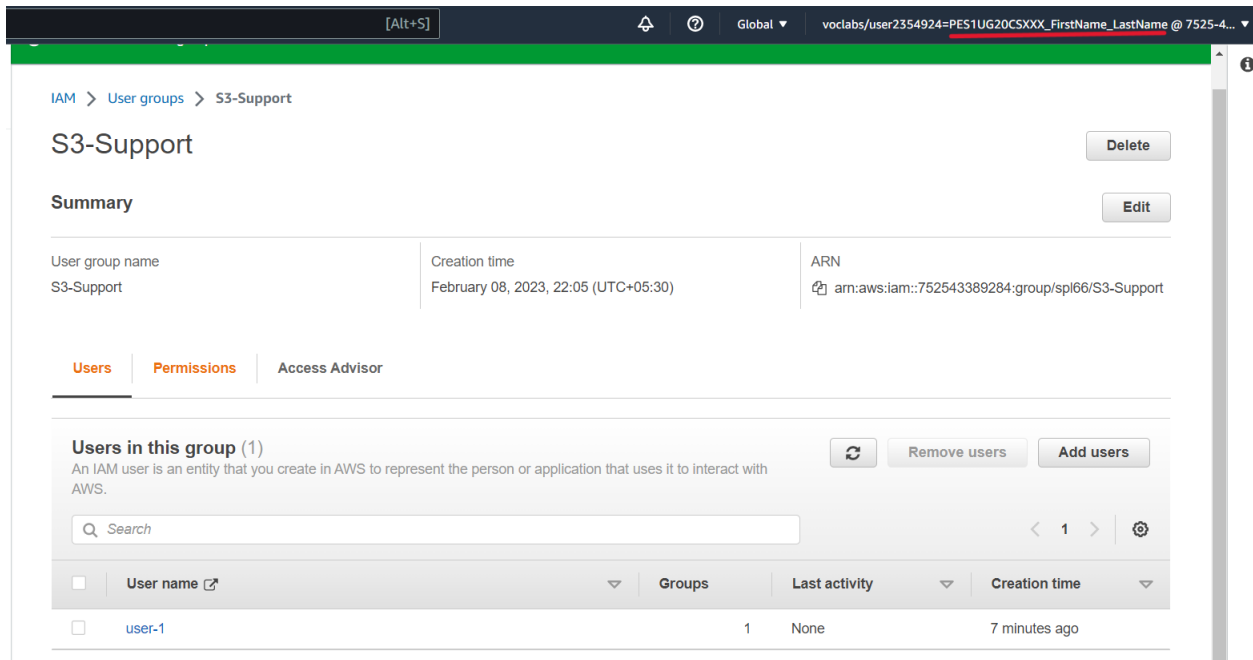 [Alt+S] Global voclabs/user2354924=PES1UG20CSXXX_FirstName_LastName @ 7525-4...
IAM > User groups > S3-Support
S3-Support
Delete
Summary
Edit
User group name Creation time ARN
S3-Support February 08, 2023, 22:05 (UTC+05:30) arn:aws:iam::752543389284:group/spl66/S3-Support
Users Permissions Access Advisor
Users in this group (1)
Remove users Add users
An IAM user is an entity that you create in AWS to represent the person or application that uses it to interact with
AWS.
Search
1
User name Groups Last activity Creation time
user-1 1 None 7 minutes ago